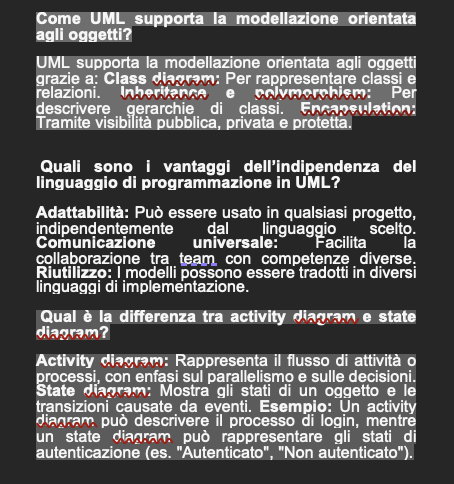 Come UML supporta la modellazione orientata
agli oggetti?
UML supporta la modellazione orientata agli oggetti
grazie a: Class diagram: Per rappresentare classi e
relazioni. Inheritance e polymorphism: Per
descrivere gerarchie di classi. Encapsulation:
Tramite visibilità pubblica, privata e protetta.
Quali sono i vantaggi dell'indipendenza del
linguaggio di programmazione in UML?
Adattabilità: Può essere usato in qualsiasi progetto,
indipendentemente dal linguaggio scelto.
Comunicazione universale: Facilita la
collaborazione tra team con competenze diverse.
Riutilizzo: I modelli possono essere tradotti in diversi
linguaggi di implementazione.
Qual è la differenza tra activity diagram e state
diagram?
Activity diagram: Rappresenta il flusso di attività o
processi, con enfasi sul parallelismo e sulle decisioni.
State diagram: Mostra gli stati di un oggetto e le
transizioni causate da eventi. Esempio: Un activity
diagram può descrivere il processo di login, mentre
un state diagram può rappresentare gli stati di
autenticazione (es. "Autenticato", "Non autenticato").